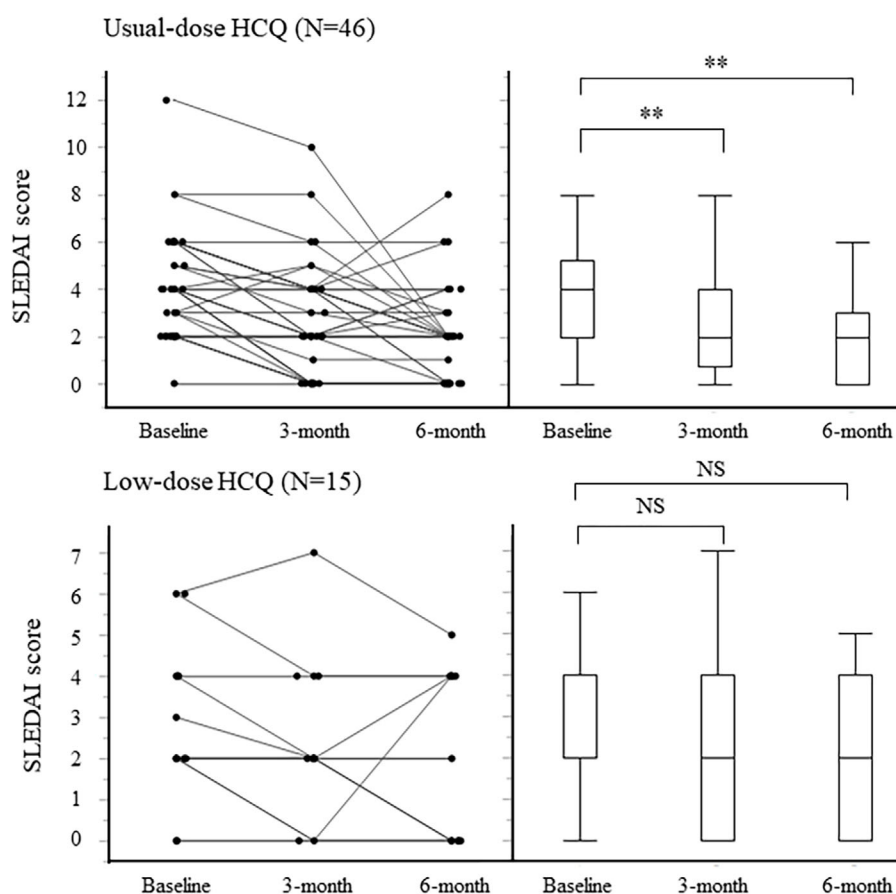 Usual-dose HCQ (N=46)
**
**
SLEDAI score
12
10
8
6
4
2
0
Baseline 3-month 6-month Baseline 3-month 6-month
Low-dose HCQ (N=15)
NS
NS
SLEDAI score
7
6
5
4
3
2
1
0
Baseline 3-month 6-month Baseline 3-month 6-month